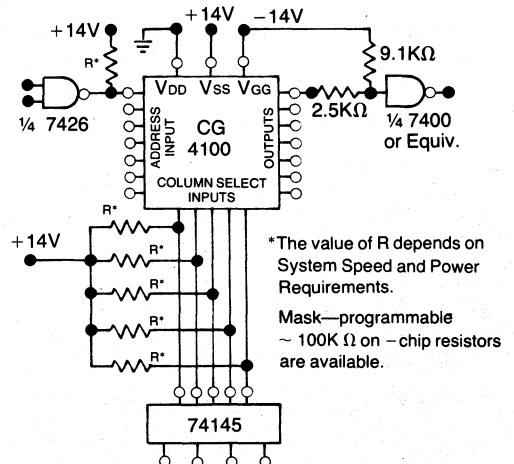 +14V
+14V
-14V
R*
9.1KΩ
VDD
VSS
VGG
2.5KΩ
¼ 7426
¼ 7400
or Equiv.
ADDRESS
INPUT
CG
4100
OUTPUTS
COLUMN SELECT
INPUTS
R*
+14V
R*
R*
R*
R*
*The value of R depends on
System Speed and Power
Requirements.
Mask—programmable
~ 100K Ω on –chip resistors
are available.
74145